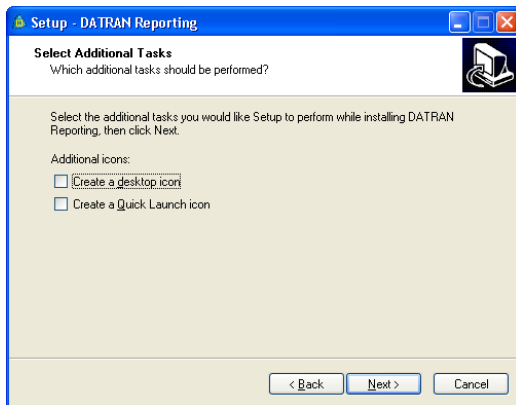 Setup - DATRAN Reporting
Select Additional Tasks
Which additional tasks should be performed?
Select the additional tasks you would like Setup to perform while installing DATRAN
Reporting, then click Next.
Additional icons:
Create a desktop icon
Create a Quick Launch icon
< Back
Next >
Cancel